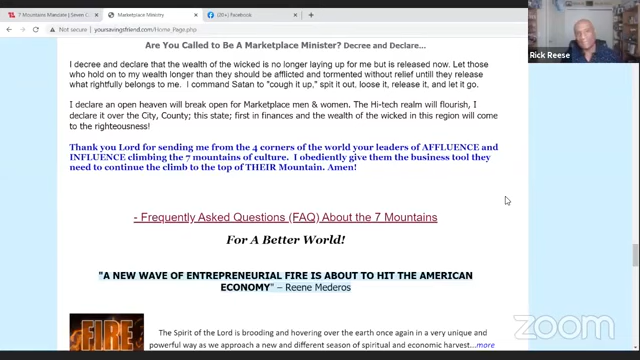 7 Mountains Mandate | Seven C
Marketplace Ministry
(20+) Facebook
yoursavingsfriend.com/Home_Page.php
Rick Reese
Are You Called to Be A Marketplace Minister? Decree and Declare...
I decree and declare that the wealth of the wicked is no longer laying up for me but is released now. Let those
who hold on to my wealth longer than they should be afflicted and tormented without relief until they release
what rightfully belongs to me. I command Satan to "cough it up," spit it out, loose it, release it, and let it go.
I declare an open heaven will break open for Marketplace men & women. The Hi-tech realm will flourish, I
declare it over the City, County; this state; first in finances and the wealth of the wicked in this region will come
to the righteousness!
Thank you Lord for sending me from the 4 corners of the world your leaders of AFFLUENCE and
INFLUENCE climbing the 7 mountains of culture. I obediently give them the business tool they
need to continue the climb to the top of THEIR Mountain. Amen!
- Frequently Asked Questions (FAQ) About the 7 Mountains
For A Better World!
"A NEW WAVE OF ENTREPRENEURIAL FIRE IS ABOUT TO HIT THE AMERICAN
ECONOMY" – Reene Mederos
FIRE
The Spirit of the Lord is brooding and hovering over the earth once again in a very unique and
powerful way as we approach a new and different season of spiritual and economic harvest...more
zoom